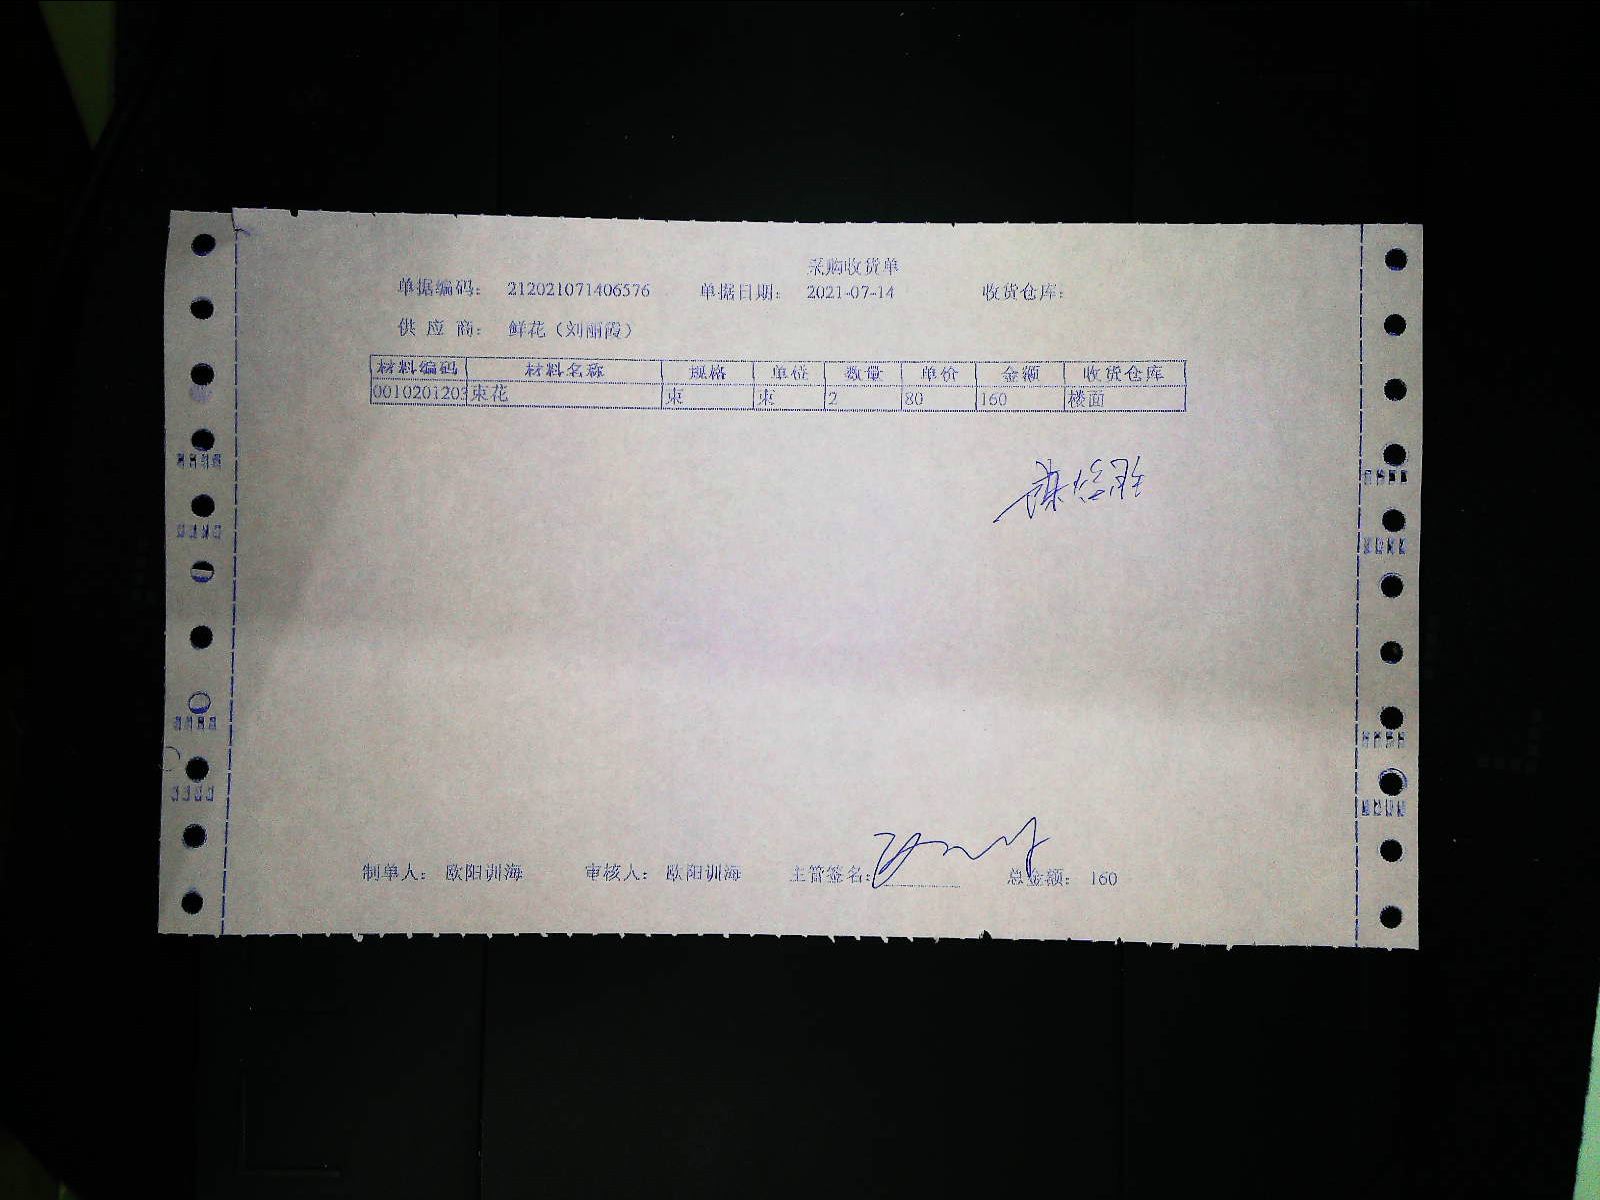 采购收货单
单据编码： 212021071406576 单据日期： 2021-07-14 收货仓库：
供 应 商： 鲜花（刘丽霞）
材料编码 材料名称 规格 单位 数量 单价 金额 收货仓库
0010201203 束花 束 束 2 80 160 楼面
制单人： 欧阳训海 审核人： 欧阳训海 主管签名： 总金额： 160